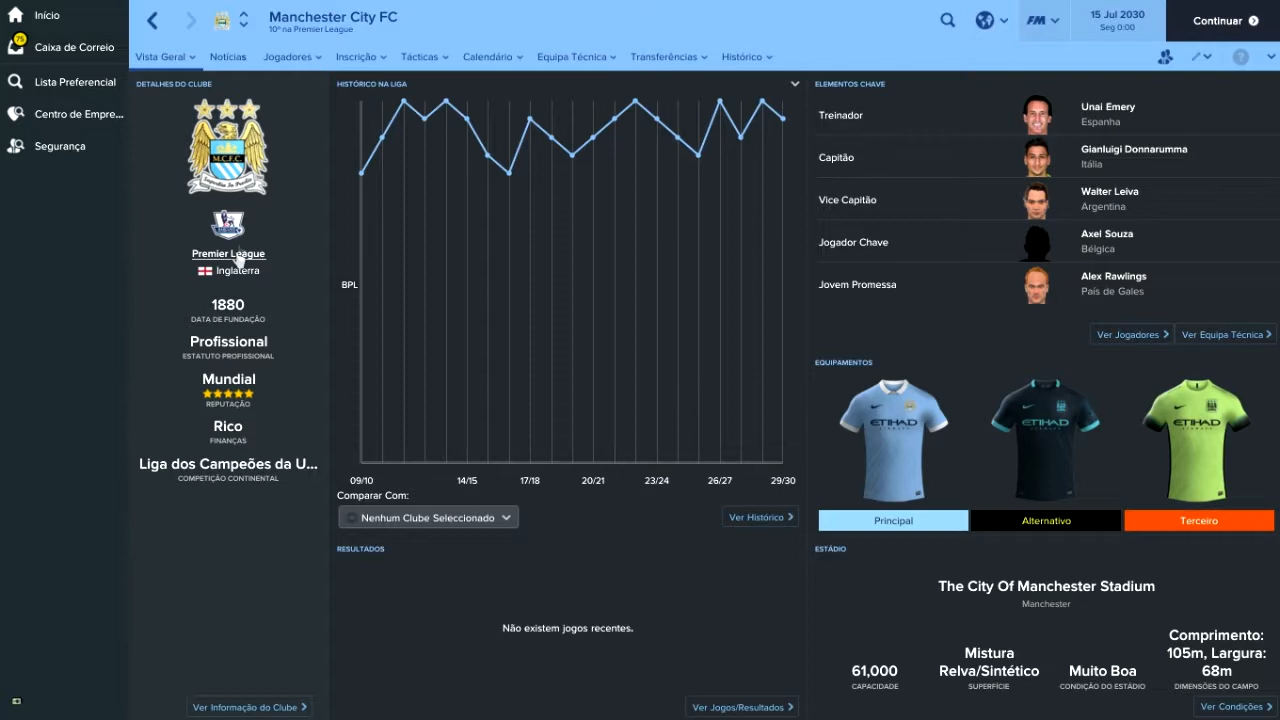 Início
75
Caixa de Correio
Lista Preferencial
Centro de Empre...
Segurança
Manchester City FC
10º na Premier League
FM
15 Jul 2030
Seg 0:00
Continuar
Vista Geral
Notícias
Jogadores
Inscrição
Tácticas
Calendário
Equipa Técnica
Transferências
Histórico
DETALHES DO CLUBE
M.C.F.C.
Premier League
Inglaterra
1880
DATA DE FUNDAÇÃO
Profissional
ESTATUTO PROFISSIONAL
Mundial
REPUTAÇÃO
Rico
FINANÇAS
Liga dos Campeões da U...
COMPETIÇÃO CONTINENTAL
Ver Informação do Clube
HISTÓRICO NA LIGA
BPL
09/10
14/15
17/18
20/21
23/24
26/27
29/30
Comparar Com:
Nenhum Clube Seleccionado
Ver Histórico
RESULTADOS
Não existem jogos recentes.
Ver Jogos/Resultados
ELEMENTOS CHAVE
Treinador
Unai Emery
Espanha
Capitão
Gianluigi Donnarumma
Itália
Vice Capitão
Walter Leiva
Argentina
Jogador Chave
Axel Souza
Bélgica
Jovem Promessa
Alex Rawlings
País de Gales
Ver Jogadores
Ver Equipa Técnica
EQUIPAMENTOS
ETIHAD
ETIHAD
ETIHAD
Principal
Alternativo
Terceiro
ESTÁDIO
The City Of Manchester Stadium
Manchester
61,000
CAPACIDADE
Mistura
Relva/Sintético
SUPERFÍCIE
Muito Boa
CONDIÇÃO DO ESTÁDIO
Comprimento:
105m, Largura:
68m
DIMENSÕES DO CAMPO
Ver Condições